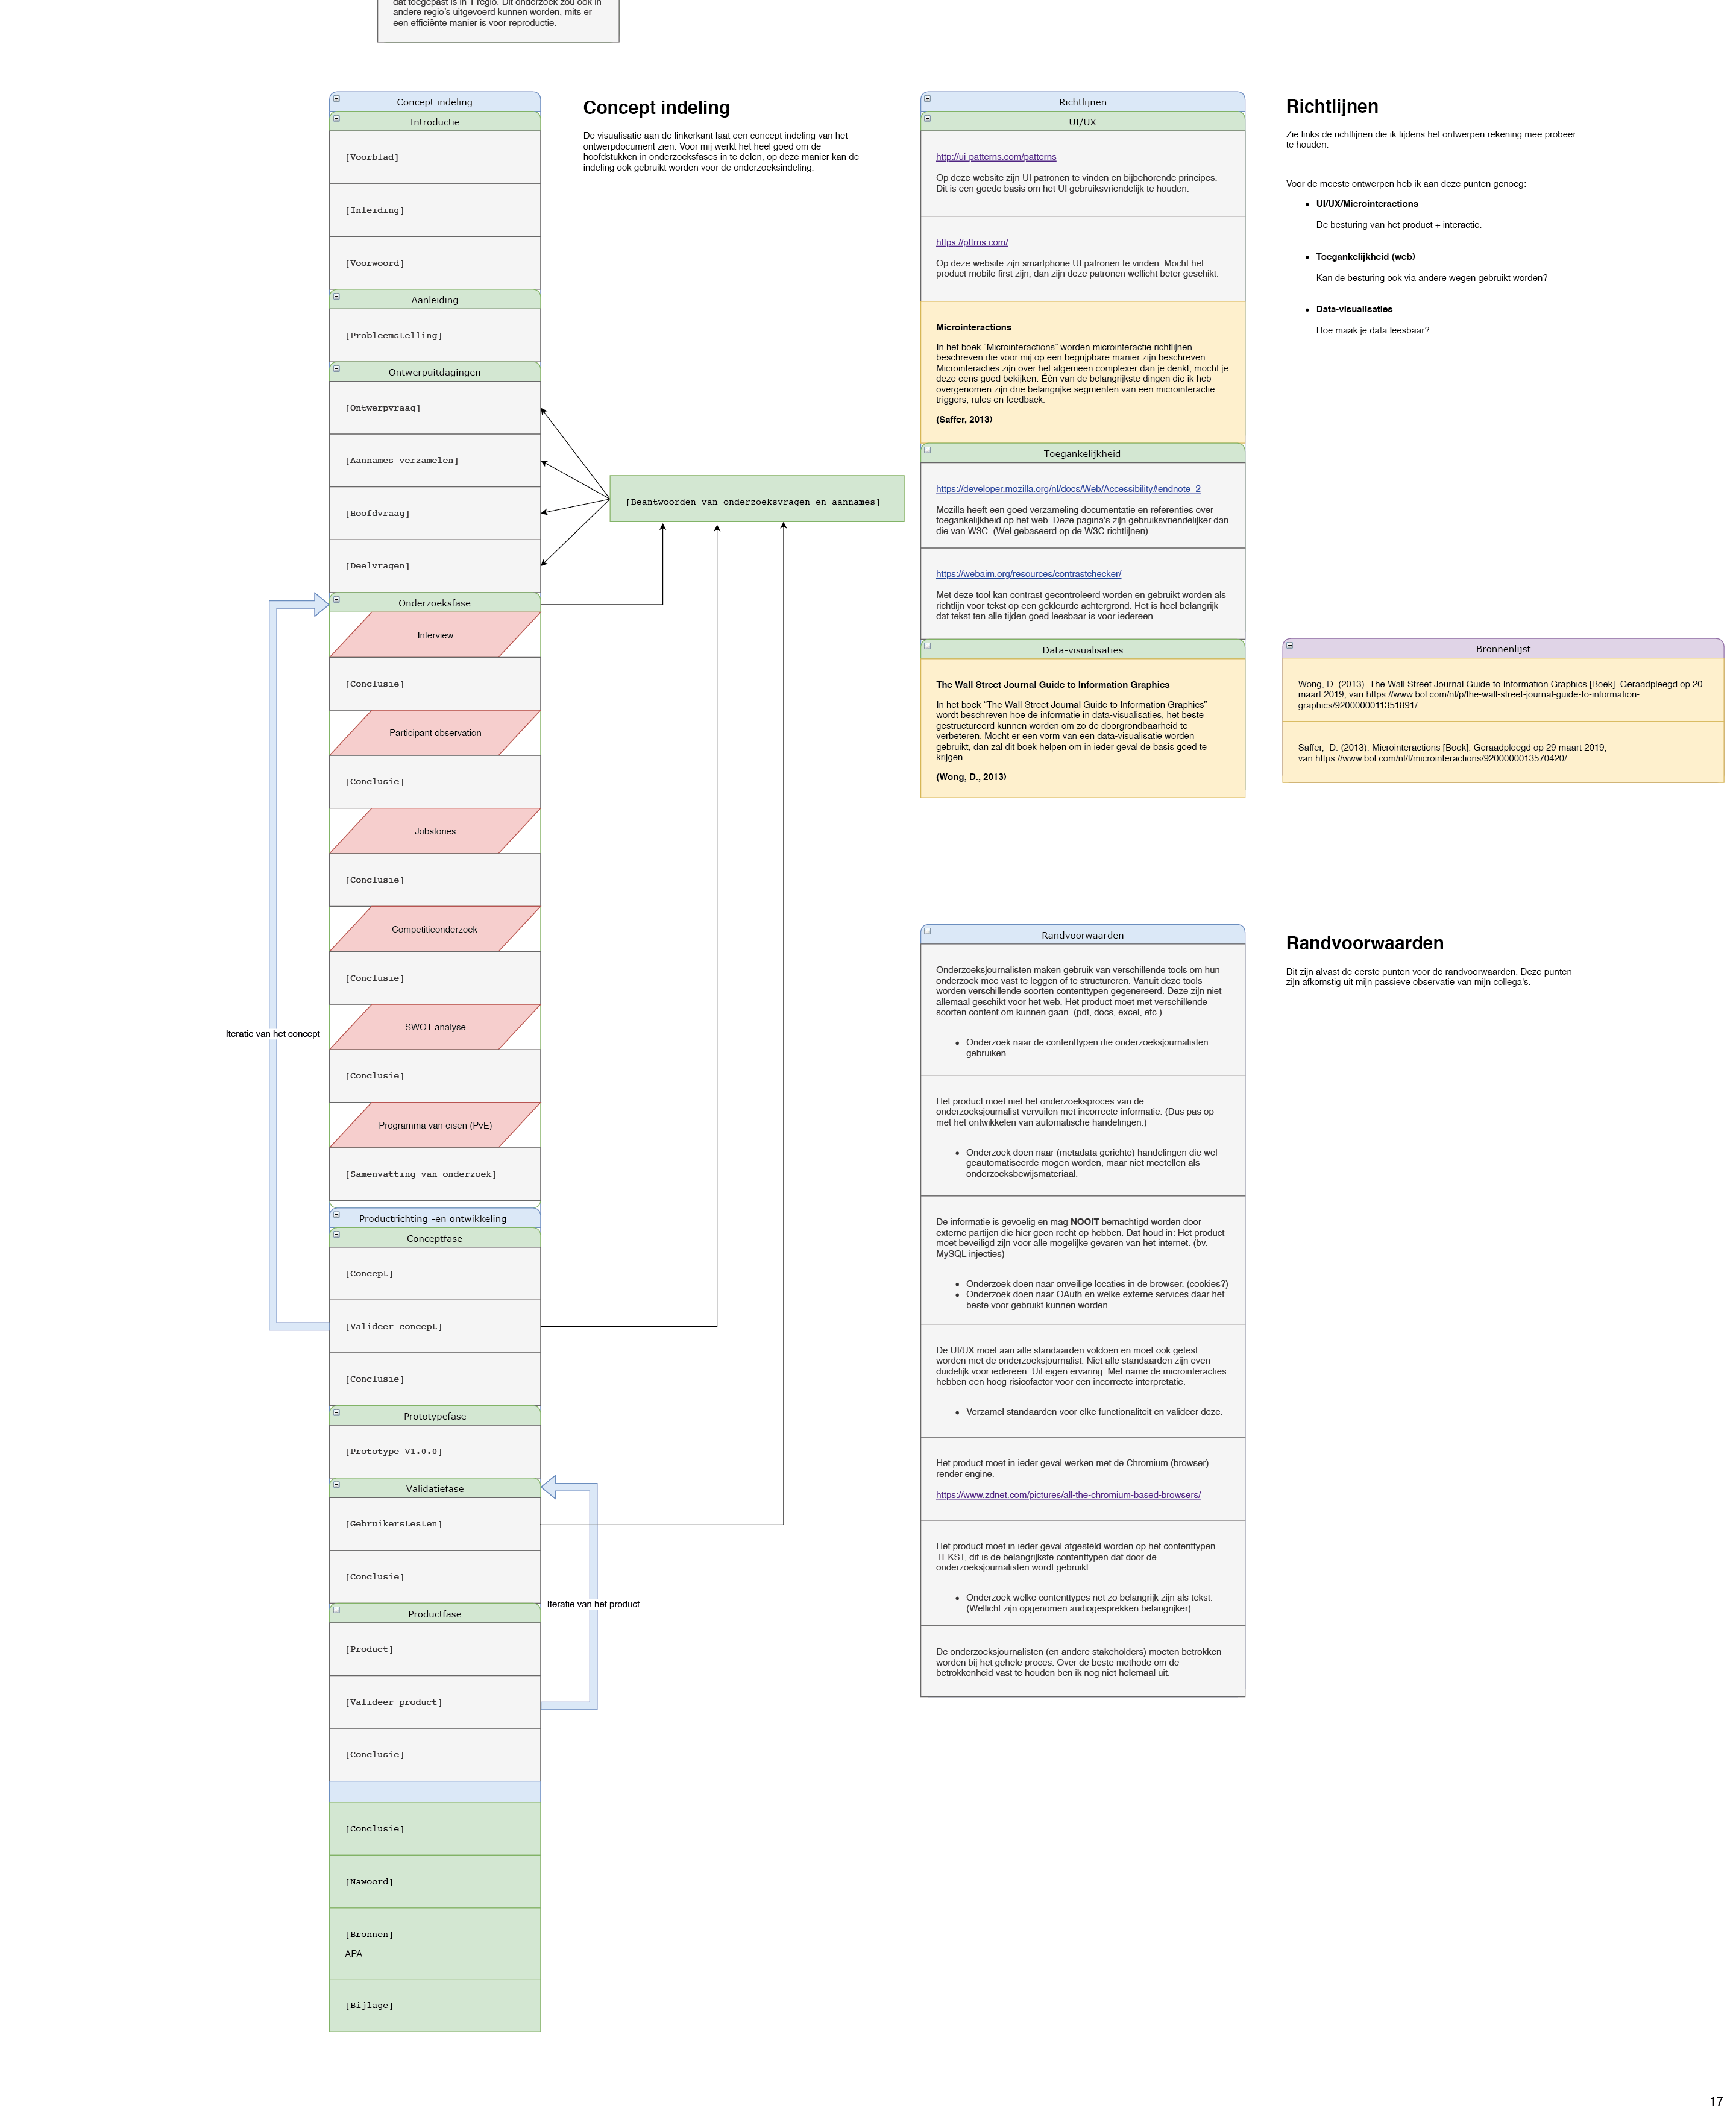 dat toegepast is in 1 regio. Dit onderzoek zou ook in
andere regio's uitgevoerd kunnen worden, mits er
een efficiënte manier is voor reproductie.
Concept indeling
Introductie
[Voorblad]
[Inleiding]
[Voorwoord]
Aanleiding
[Probleemstelling]
Ontwerpuitdagingen
[Ontwerpvraag]
[Aannames verzamelen]
[Hoofdvraag]
[Deelvragen]
Onderzoeksfase
Interview
[Conclusie]
Participant observation
[Conclusie]
Jobstories
[Conclusie]
Competitieonderzoek
[Conclusie]
SWOT analyse
[Conclusie]
Programma van eisen (PvE)
[Samenvatting van onderzoek]
Productrichting -en ontwikkeling
Conceptfase
[Concept]
[Valideer concept]
[Conclusie]
Prototypefase
[Prototype V1.0.0]
Validatiefase
[Gebruikerstesten]
[Conclusie]
Productfase
[Product]
[Valideer product]
[Conclusie]
[Conclusie]
[Nawoord]
[Bronnen]
APA
[Bijlage]
Iteratie van het concept
Iteratie van het product
[Beantwoorden van onderzoeksvragen en aannames]
Concept indeling
De visualisatie aan de linkerkant laat een concept indeling van het
ontwerpdocument zien. Voor mij werkt het heel goed om de
hoofdstukken in onderzoeksfases in te delen, op deze manier kan de
indeling ook gebruikt worden voor de onderzoeksindeling.
Richtlijnen
UI/UX
http://ui-patterns.com/patterns
Op deze website zijn UI patronen te vinden en bijbehorende principes.
Dit is een goede basis om het UI gebruiksvriendelijk te houden.
https://pttrns.com/
Op deze website zijn smartphone UI patronen te vinden. Mocht het
product mobile first zijn, dan zijn deze patronen wellicht beter geschikt.
Microinteractions
In het boek “Microinteractions” worden microinteractie richtlijnen
beschreven die voor mij op een begrijpbare manier zijn beschreven.
Microinteracties zijn over het algemeen complexer dan je denkt, mocht je
deze eens goed bekijken. Één van de belangrijkste dingen die ik heb
overgenomen zijn drie belangrijke segmenten van een microinteractie:
triggers, rules en feedback.
(Saffer, 2013)
Toegankelijkheid
https://developer.mozilla.org/nl/docs/Web/Accessibility#endnote_2
Mozilla heeft een goed verzameling documentatie en referenties over
toegankelijkheid op het web. Deze pagina's zijn gebruiksvriendelijker dan
die van W3C. (Wel gebaseerd op de W3C richtlijnen)
https://webaim.org/resources/contrastchecker/
Met deze tool kan contrast gecontroleerd worden en gebruikt worden als
richtlijn voor tekst op een gekleurde achtergrond. Het is heel belangrijk
dat tekst ten alle tijden goed leesbaar is voor iedereen.
Data-visualisaties
The Wall Street Journal Guide to Information Graphics
In het boek “The Wall Street Journal Guide to Information Graphics”
wordt beschreven hoe de informatie in data-visualisaties, het beste
gestructureerd kunnen worden om zo de doorgrondbaarheid te
verbeteren. Mocht er een vorm van een data-visualisatie worden
gebruikt, dan zal dit boek helpen om in ieder geval de basis goed te
krijgen.
(Wong, D., 2013)
Richtlijnen
Zie links de richtlijnen die ik tijdens het ontwerpen rekening mee probeer
te houden.
Voor de meeste ontwerpen heb ik aan deze punten genoeg:
• UI/UX/Microinteractions
De besturing van het product + interactie.
• Toegankelijkheid (web)
Kan de besturing ook via andere wegen gebruikt worden?
• Data-visualisaties
Hoe maak je data leesbaar?
Bronnenlijst
Wong, D. (2013). The Wall Street Journal Guide to Information Graphics [Boek]. Geraadpleegd op 20
maart 2019, van https://www.bol.com/nl/p/the-wall-street-journal-guide-to-information-
graphics/9200000011351891/
Saffer, D. (2013). Microinteractions [Boek]. Geraadpleegd op 29 maart 2019,
van https://www.bol.com/nl/f/microinteractions/9200000013570420/
Randvoorwaarden
Onderzoeksjournalisten maken gebruik van verschillende tools om hun
onderzoek mee vast te leggen of te structureren. Vanuit deze tools
worden verschillende soorten contenttypen gegenereerd. Deze zijn niet
allemaal geschikt voor het web. Het product moet met verschillende
soorten content om kunnen gaan. (pdf, docs, excel, etc.)
• Onderzoek naar de contenttypen die onderzoeksjournalisten
gebruiken.
Het product moet niet het onderzoeksproces van de
onderzoeksjournalist vervuilen met incorrecte informatie. (Dus pas op
met het ontwikkelen van automatische handelingen.)
• Onderzoek doen naar (metadata gerichte) handelingen die wel
geautomatiseerde mogen worden, maar niet meetellen als
onderzoeksbewijsmateriaal.
De informatie is gevoelig en mag NOOIT bemachtigd worden door
externe partijen die hier geen recht op hebben. Dat houd in: Het product
moet beveiligd zijn voor alle mogelijke gevaren van het internet. (bv.
MySQL injecties)
• Onderzoek doen naar onveilige locaties in de browser. (cookies?)
• Onderzoek doen naar OAuth en welke externe services daar het
beste voor gebruikt kunnen worden.
De UI/UX moet aan alle standaarden voldoen en moet ook getest
worden met de onderzoeksjournalist. Niet alle standaarden zijn even
duidelijk voor iedereen. Uit eigen ervaring: Met name de microinteracties
hebben een hoog risicofactor voor een incorrecte interpretatie.
• Verzamel standaarden voor elke functionaliteit en valideer deze.
Het product moet in ieder geval werken met de Chromium (browser)
render engine.
https://www.zdnet.com/pictures/all-the-chromium-based-browsers/
Het product moet in ieder geval afgesteld worden op het contenttypen
TEKST, dit is de belangrijkste contenttypen dat door de
onderzoeksjournalisten wordt gebruikt.
• Onderzoek welke contenttypes net zo belangrijk zijn als tekst.
(Wellicht zijn opgenomen audiogesprekken belangrijker)
De onderzoeksjournalisten (en andere stakeholders) moeten betrokken
worden bij het gehele proces. Over de beste methode om de
betrokkenheid vast te houden ben ik nog niet helemaal uit.
Randvoorwaarden
Dit zijn alvast de eerste punten voor de randvoorwaarden. Deze punten
zijn afkomstig uit mijn passieve observatie van mijn collega's.
17